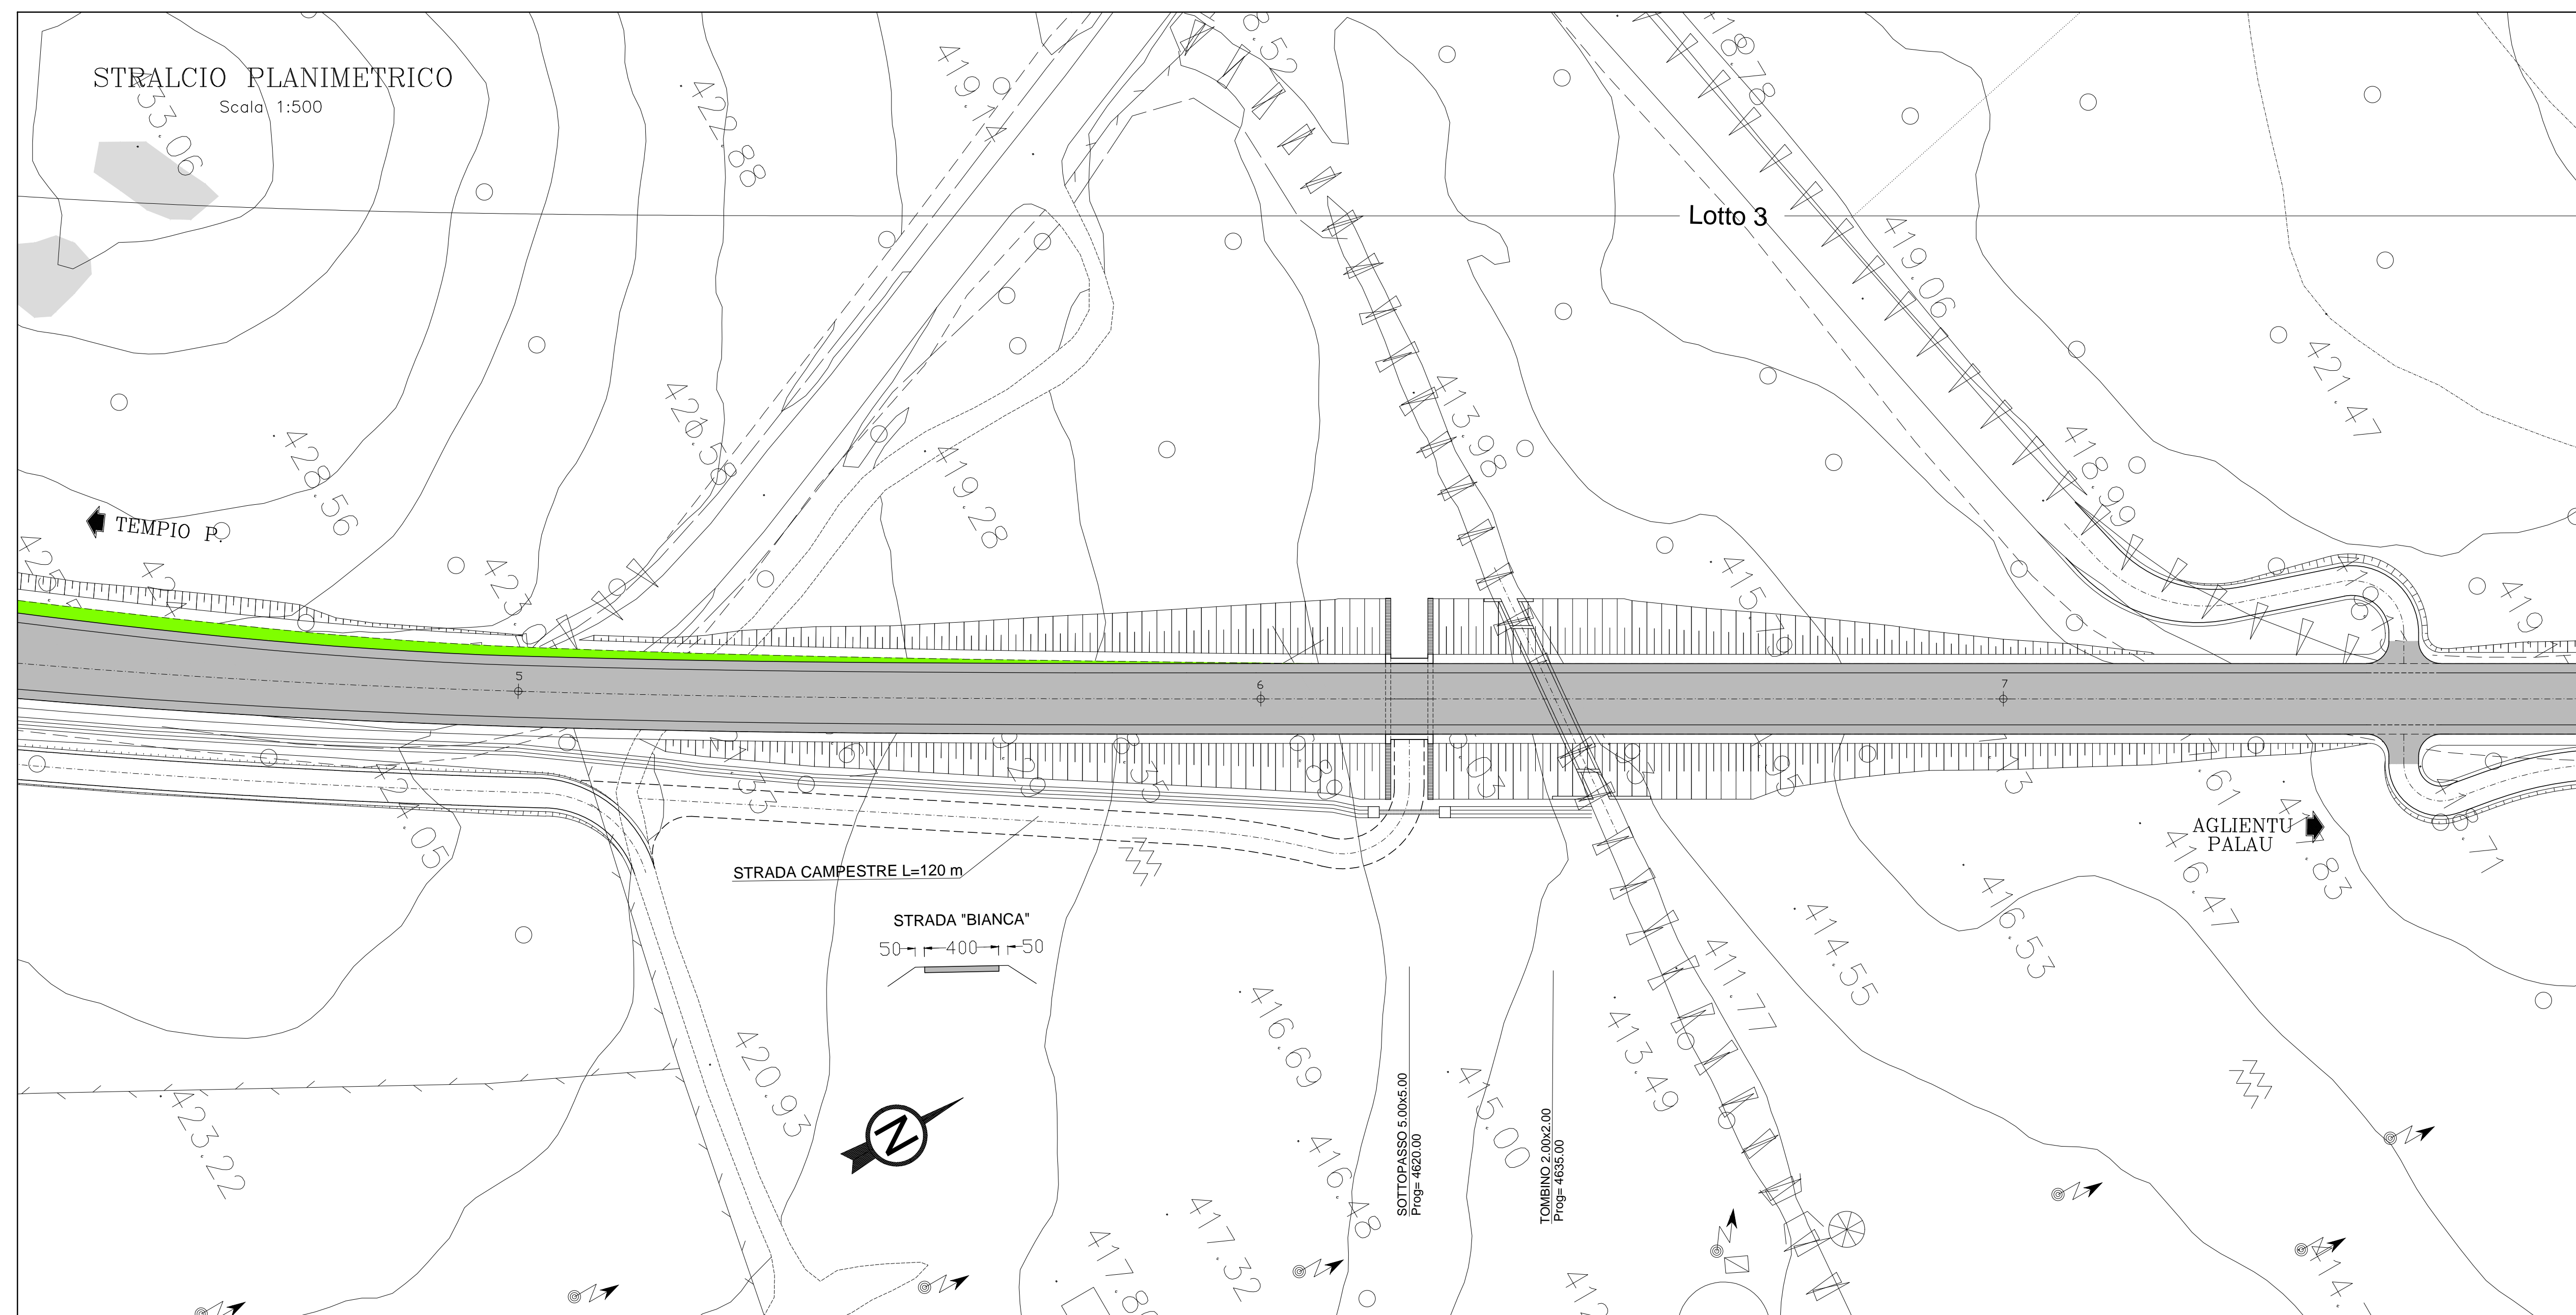 STRALCIO PLANIMETRICO
Scala 1:500
433.06
422.88
419.14
418.78
Lotto 3
419.06
421.47
421.59
428.56
419.28
413.98
418.99
TEMPIO P.
5
6
7
424.05
STRADA CAMPESTRE L=120 m
STRADA "BIANCA"
50
400
50
AGLIENTU
PALAU
416.47
416.53
414.55
411.77
413.49
416.69
415.00
416.48
420.93
423.22
417.32
N
SOTTOPASSO 5.00x5.00
Prog= 4620.00
TOMBINO 2.00x2.00
Prog= 4635.00